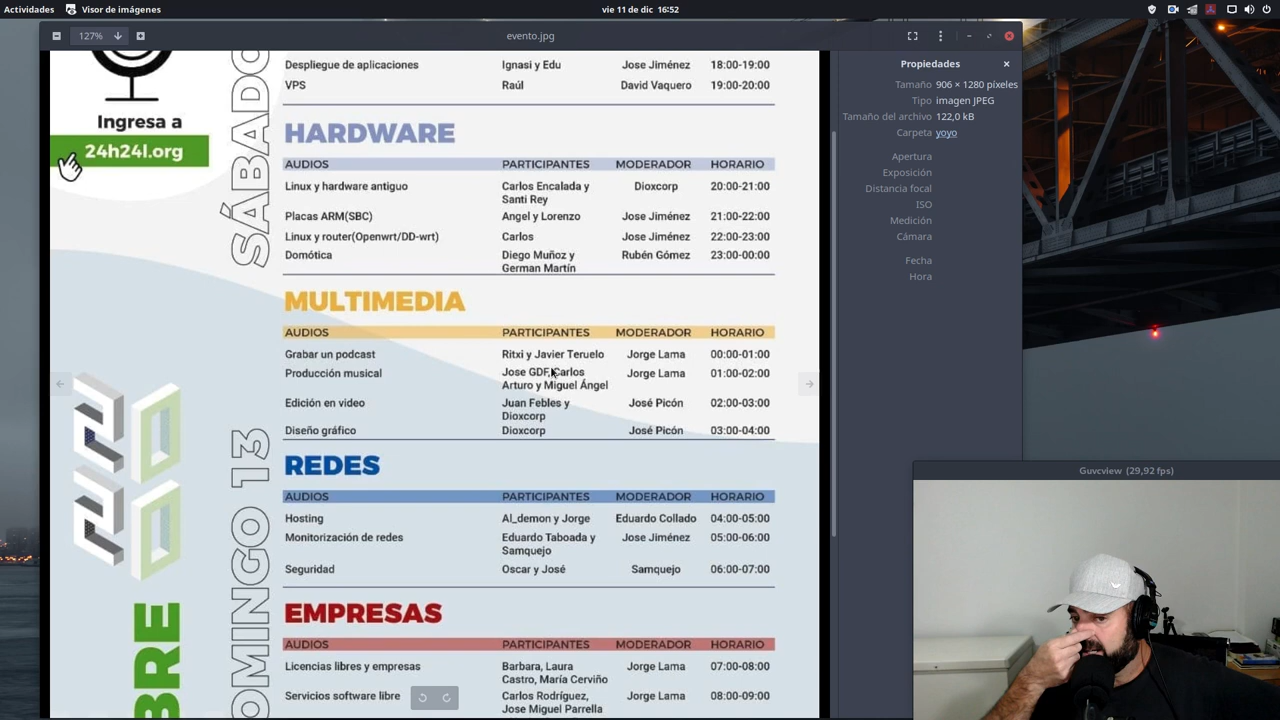 Actividades Visor de imágenes vie 11 de dic 16:52
127% evento.jpg
Propiedades
Tamaño 906 × 1280 píxeles
Tipo imagen JPEG
Tamaño del archivo 122,0 kB
Carpeta yoyo
Apertura
Exposición
Distancia focal
ISO
Medición
Cámara
Fecha
Hora
Ingresa a
24h24l.org
SÁBADO
Despliegue de aplicaciones Ignasi y Edu Jose Jiménez 18:00-19:00
VPS Raúl David Vaquero 19:00-20:00
HARDWARE
AUDIOS PARTICIPANTES MODERADOR HORARIO
Linux y hardware antiguo Carlos Encalada y Dioxcorp 20:00-21:00
Santi Rey
Placas ARM(SBC) Angel y Lorenzo Jose Jiménez 21:00-22:00
Linux y router(Openwrt/DD-wrt) Carlos Jose Jiménez 22:00-23:00
Domótica Diego Muñoz y Rubén Gómez 23:00-00:00
German Martín
MULTIMEDIA
AUDIOS PARTICIPANTES MODERADOR HORARIO
Grabar un podcast Ritxi y Javier Teruelo Jorge Lama 00:00-01:00
Producción musical Jose GDF,Carlos Jorge Lama 01:00-02:00
Arturo y Miguel Ángel
Edición en video Juan Febles y José Picón 02:00-03:00
Dioxcorp
Diseño gráfico Dioxcorp José Picón 03:00-04:00
2020
BRE
OMINGO 13
REDES
AUDIOS PARTICIPANTES MODERADOR HORARIO
Hosting Al_demon y Jorge Eduardo Collado 04:00-05:00
Monitorización de redes Eduardo Taboada y Jose Jiménez 05:00-06:00
Samquejo
Seguridad Oscar y José Samquejo 06:00-07:00
EMPRESAS
AUDIOS PARTICIPANTES MODERADOR HORARIO
Licencias libres y empresas Barbara, Laura Jorge Lama 07:00-08:00
Castro, María Cerviño
Servicios software libre Carlos Rodríguez, Jorge Lama 08:00-09:00
Jose Miguel Parrella
Guvcview (29,92 fps)